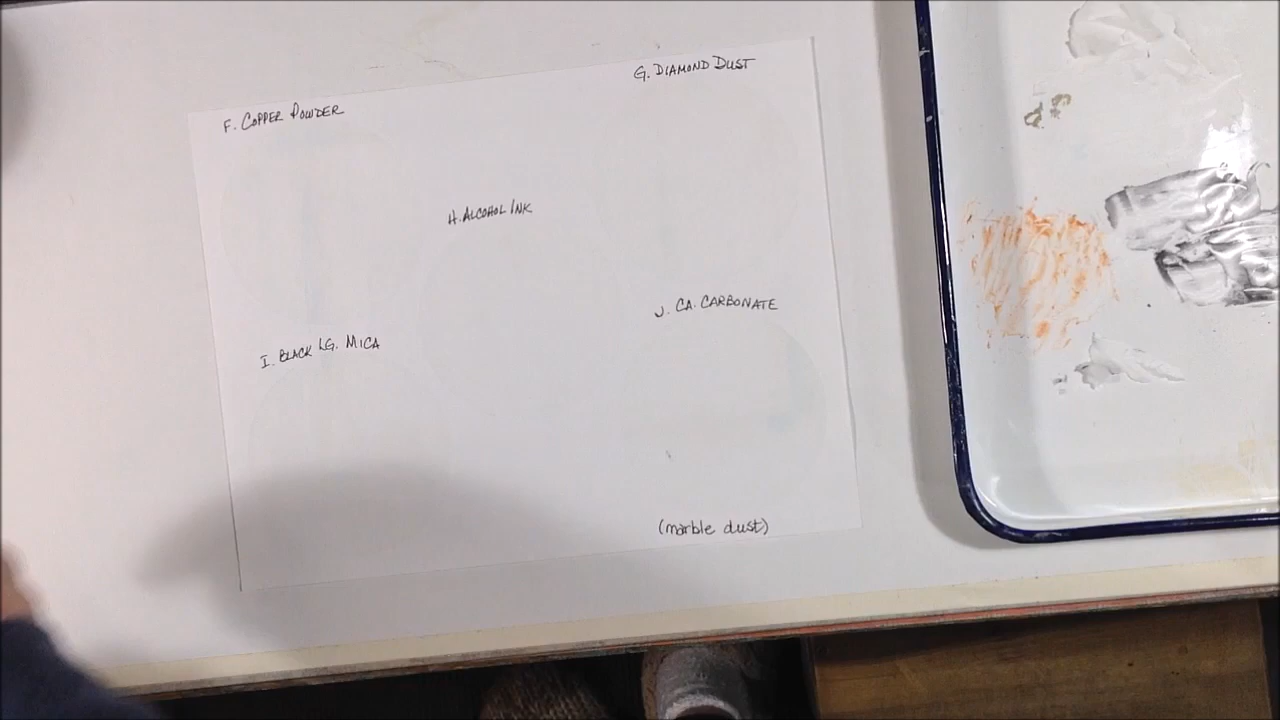 F. COPPER POWDER
G. DIAMOND DUST
H. ALCOHOL INK
I. BLACK LG. MICA
J. CA. CARBONATE
(marble dust)